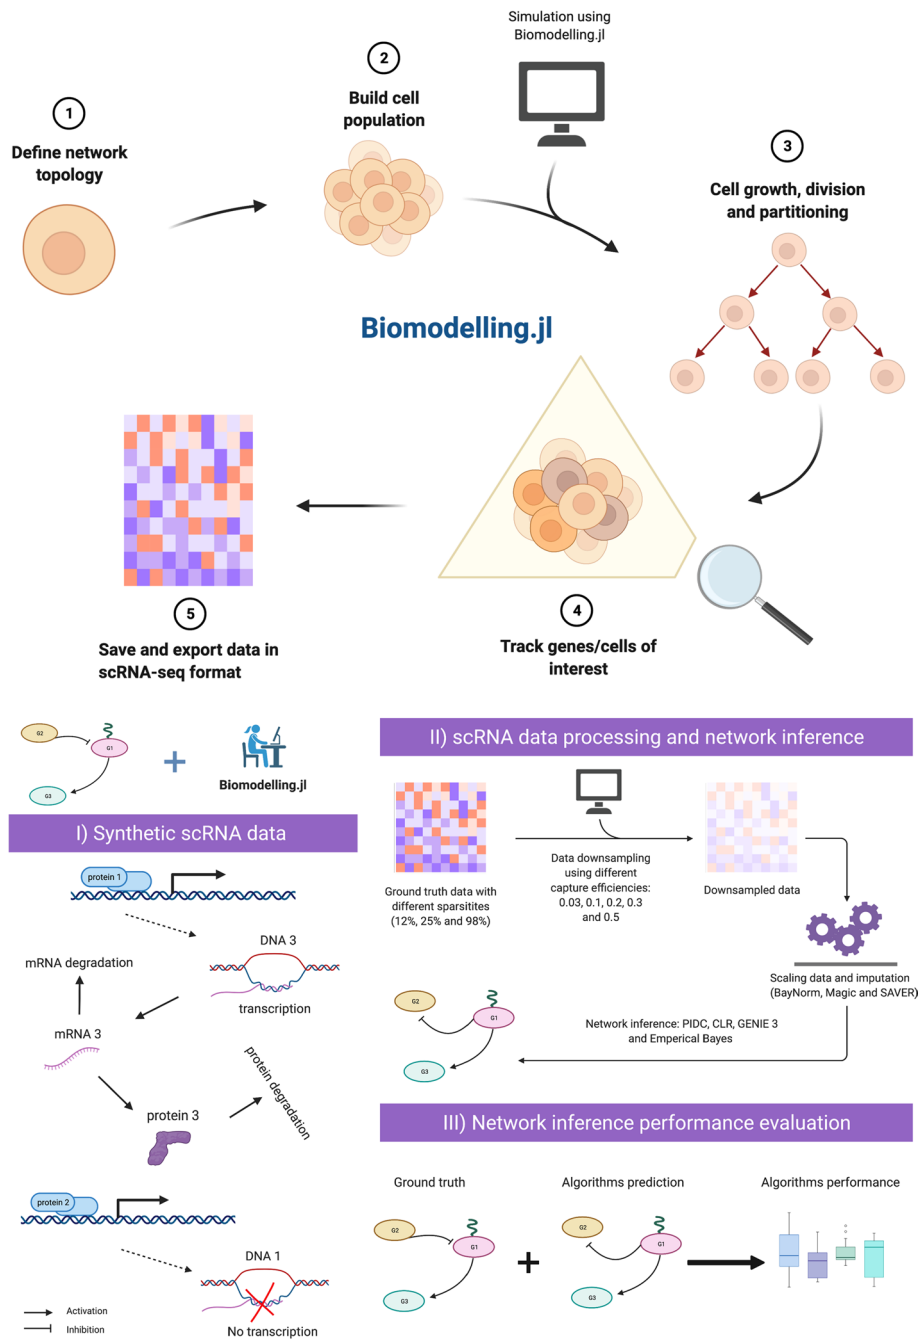 Simulation using
Biomodelling.jl
1
Define network
topology
2
Build cell
population
3
Cell growth, division
and partitioning
Biomodelling.jl
4
Track genes/cells of
interest
5
Save and export data in
scRNA-seq format
G2
G1
G3
+
Biomodelling.jl
I) Synthetic scRNA data
protein 1
DNA 3
transcription
mRNA degradation
mRNA 3
protein 3
protein degradation
protein 2
DNA 1
No transcription
Activation
Inhibition
II) scRNA data processing and network inference
Ground truth data with
different sparsitites
(12%, 25% and 98%)
Data downsampling
using different
capture efficiencies:
0.03, 0.1, 0.2, 0.3
and 0.5
Downsampled data
Scaling data and imputation
(BayNorm, Magic and SAVER)
Network inference: PIDC, CLR, GENIE 3
and Emperical Bayes
G2
G1
G3
III) Network inference performance evaluation
Ground truth
Algorithms prediction
Algorithms performance
G2
G1
G3
+
G2
G1
G3